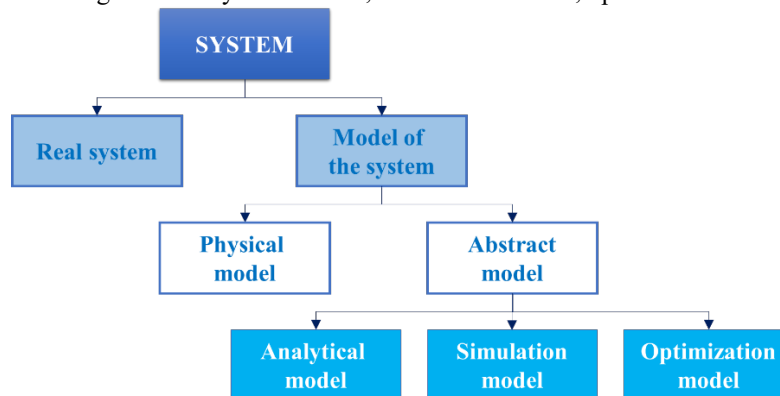 SYSTEM
Real system
Model of
the system
Physical
model
Abstract
model
Analytical
model
Simulation
model
Optimization
model